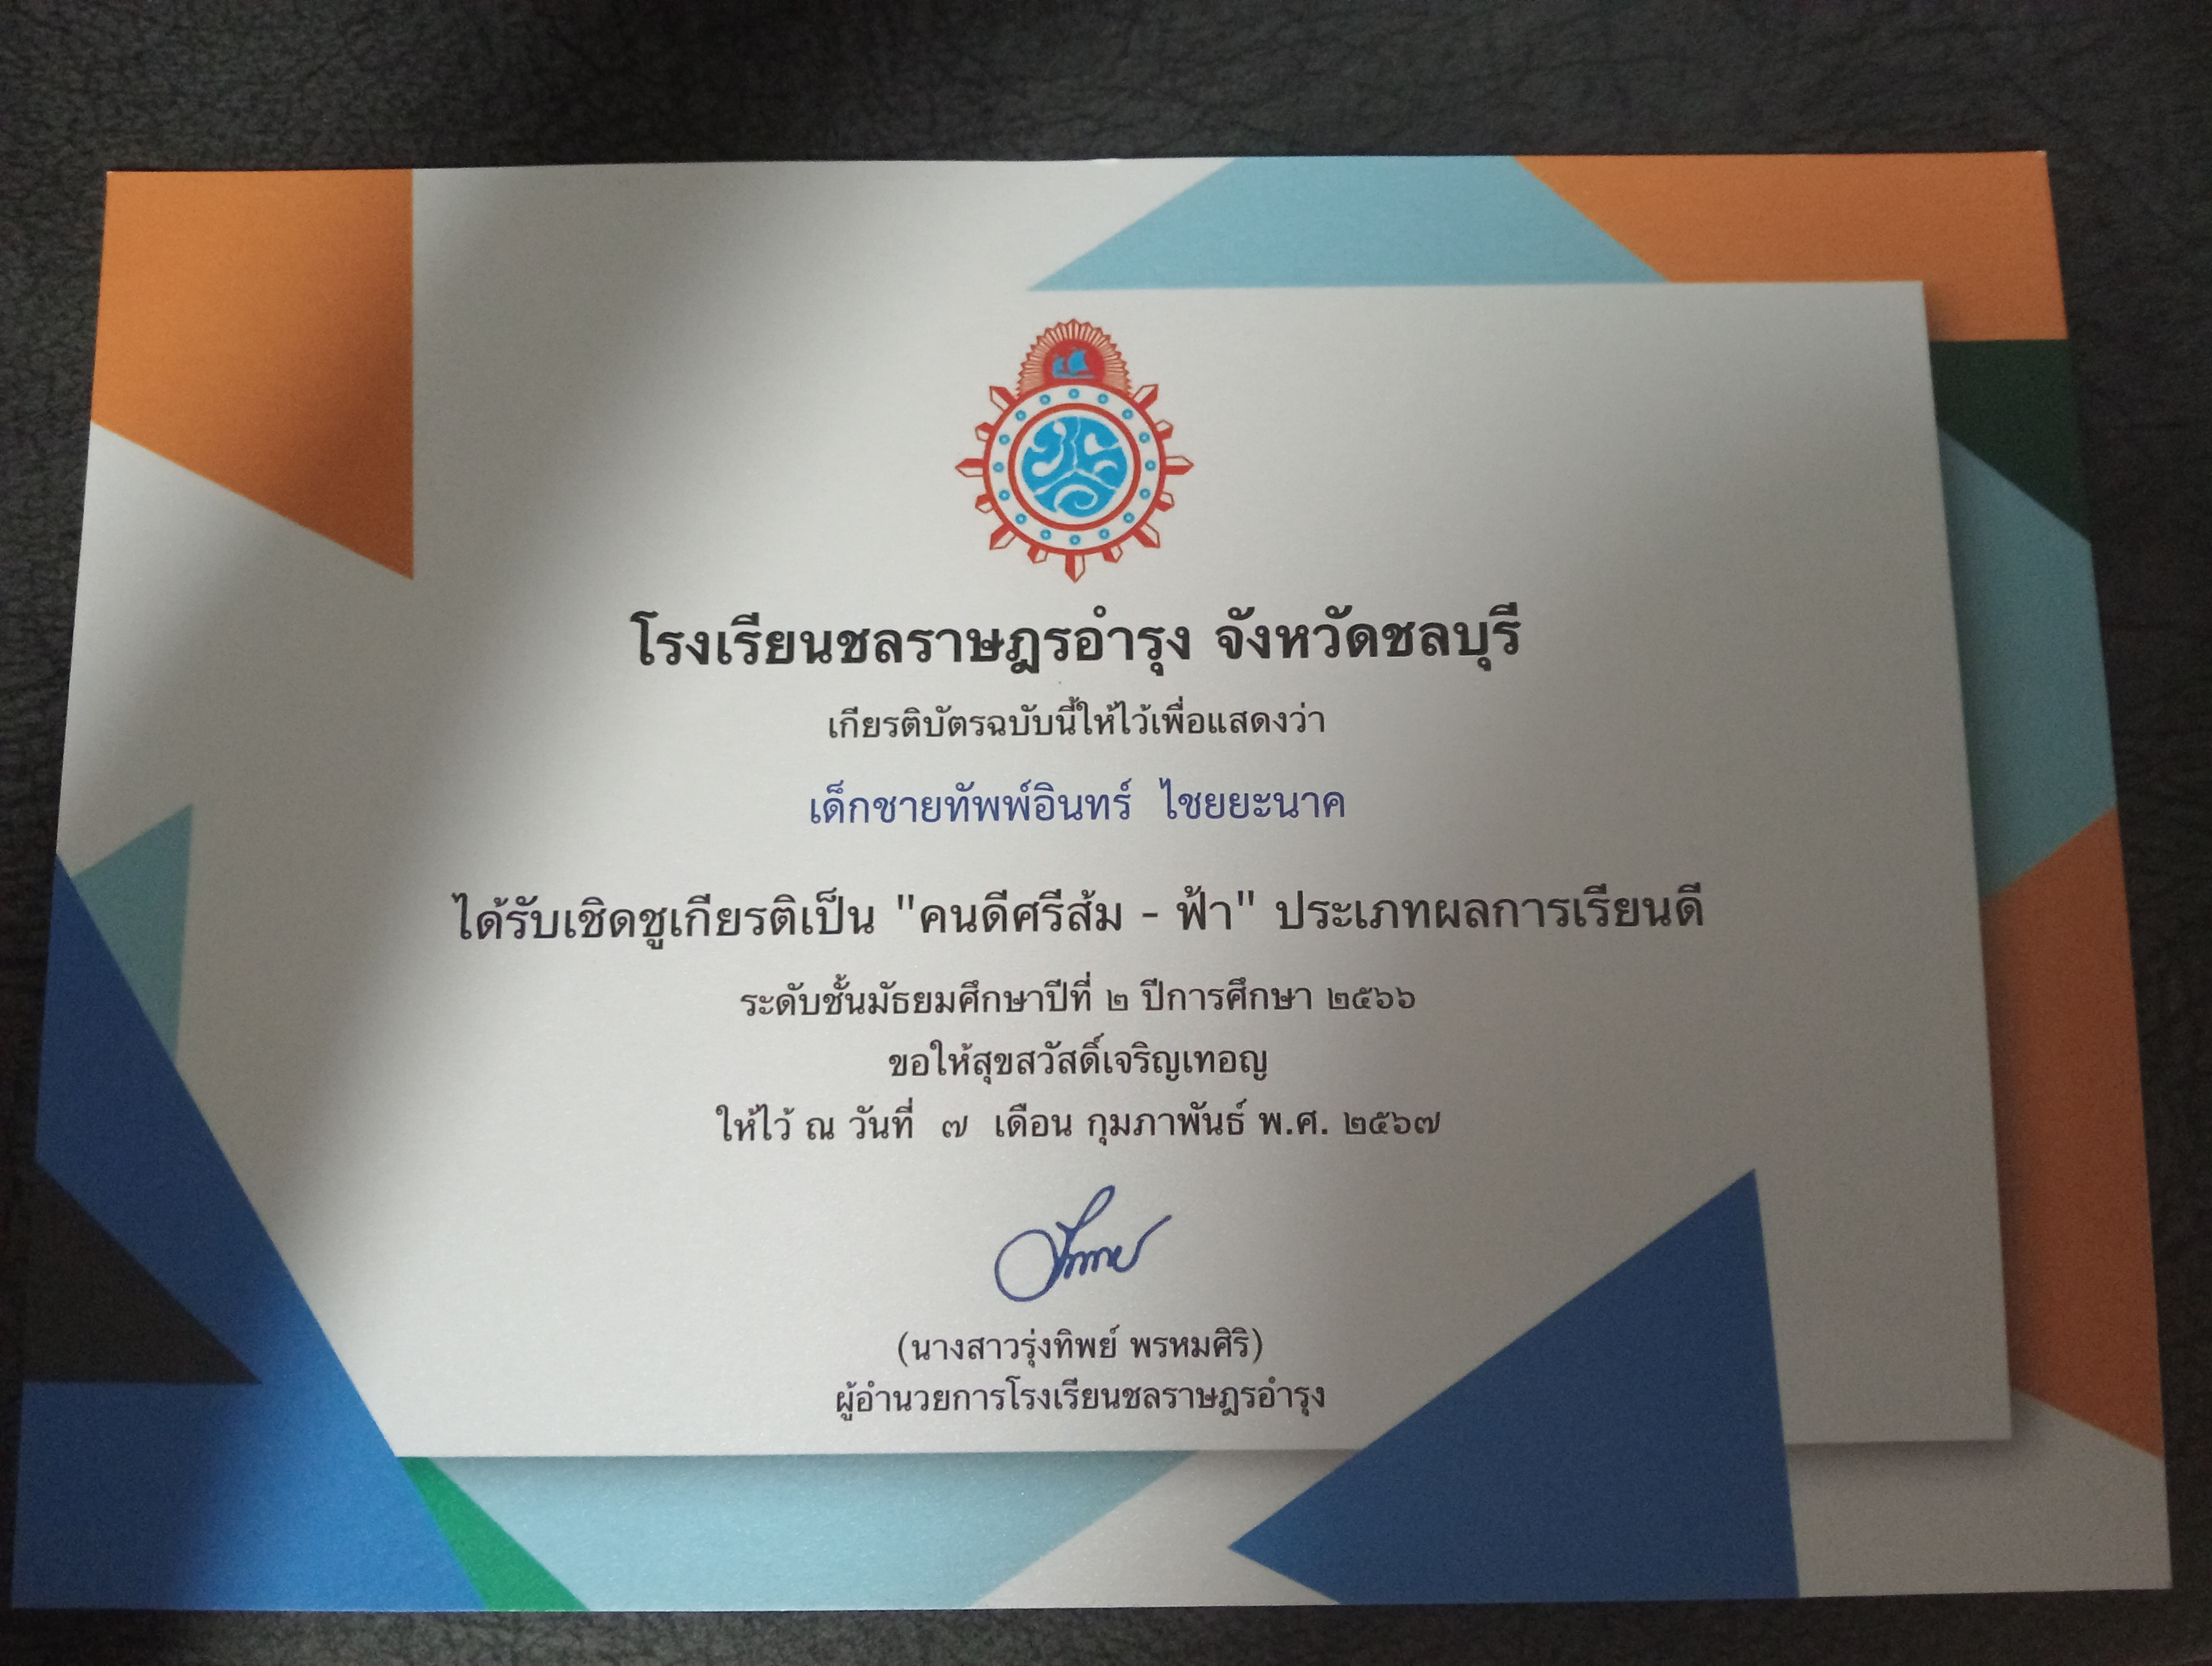 โรงเรียนชลราษฎรอำรุง จังหวัดชลบุรี
เกียรติบัตรฉบับนี้ให้ไว้เพื่อแสดงว่า
เด็กชายทัพพ์อินทร์ ไชยยะนาค
ได้รับเชิดชูเกียรติเป็น "คนดีศรีส้ม - ฟ้า" ประเภทผลการเรียนดี
ระดับชั้นมัธยมศึกษาปีที่ ๒ ปีการศึกษา ๒๕๖๖
ขอให้สุขสวัสดิ์เจริญเทอญ
ให้ไว้ ณ วันที่ ๗ เดือน กุมภาพันธ์ พ.ศ. ๒๕๖๗
(นางสาวรุ่งทิพย์ พรหมศิริ)
ผู้อำนวยการโรงเรียนชลราษฎรอำรุง